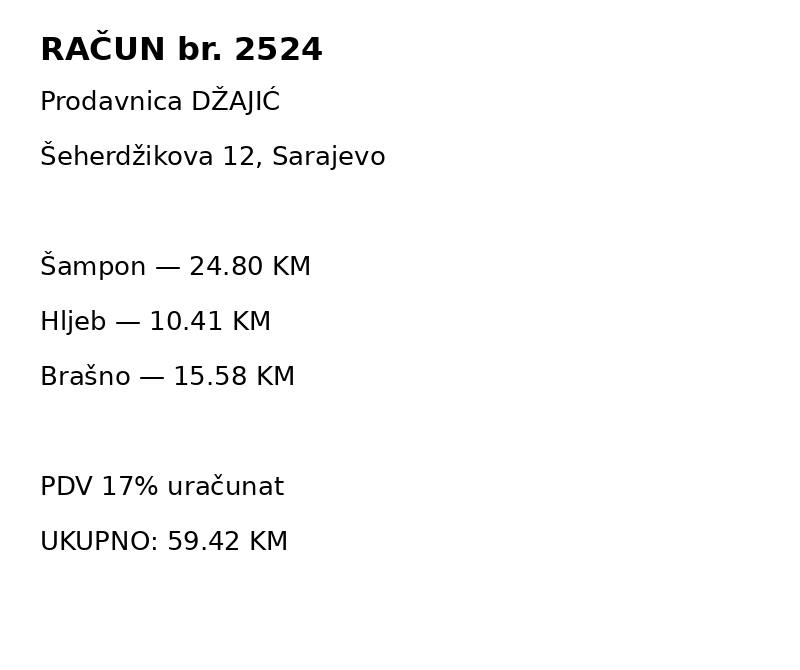 RAČUN br. 2524
Prodavnica DŽAJIĆ
Šeherdžikova 12, Sarajevo
Šampon — 24.80 KM
Hljeb — 10.41 KM
Brašno — 15.58 KM
PDV 17% uračunat
UKUPNO: 59.42 KM